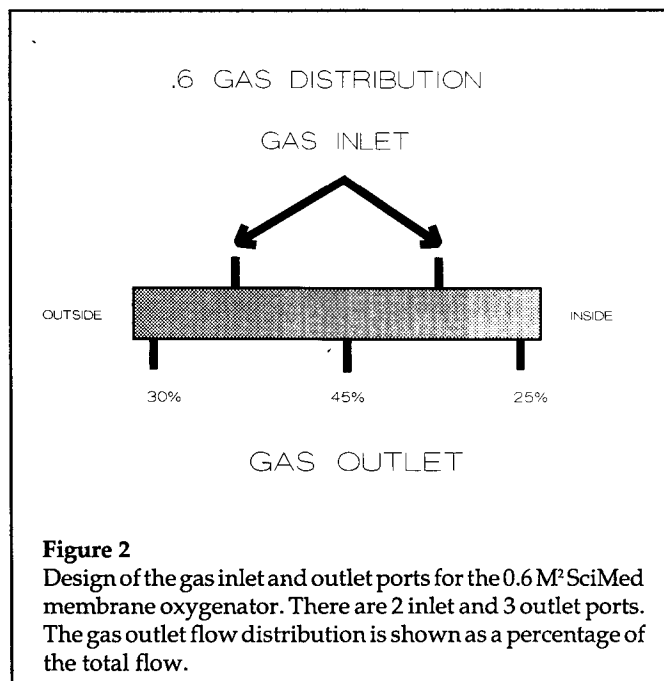 .6 GAS DISTRIBUTION
GAS INLET
OUTSIDE
INSIDE
30%
45%
25%
GAS OUTLET
Figure 2
Design of the gas inlet and outlet ports for the 0.6 M² SciMed
membrane oxygenator. There are 2 inlet and 3 outlet ports.
The gas outlet flow distribution is shown as a percentage of
the total flow.